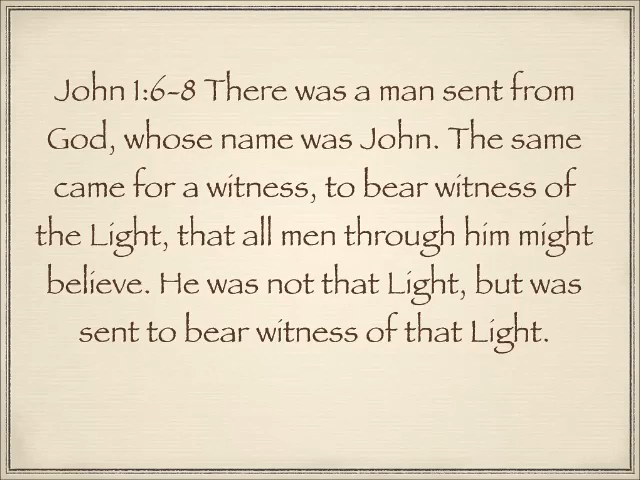 John 1:6-8 There was a man sent from
God, whose name was John. The same
came for a witness, to bear witness of
the Light, that all men through him might
believe. He was not that Light, but was
sent to bear witness of that Light.